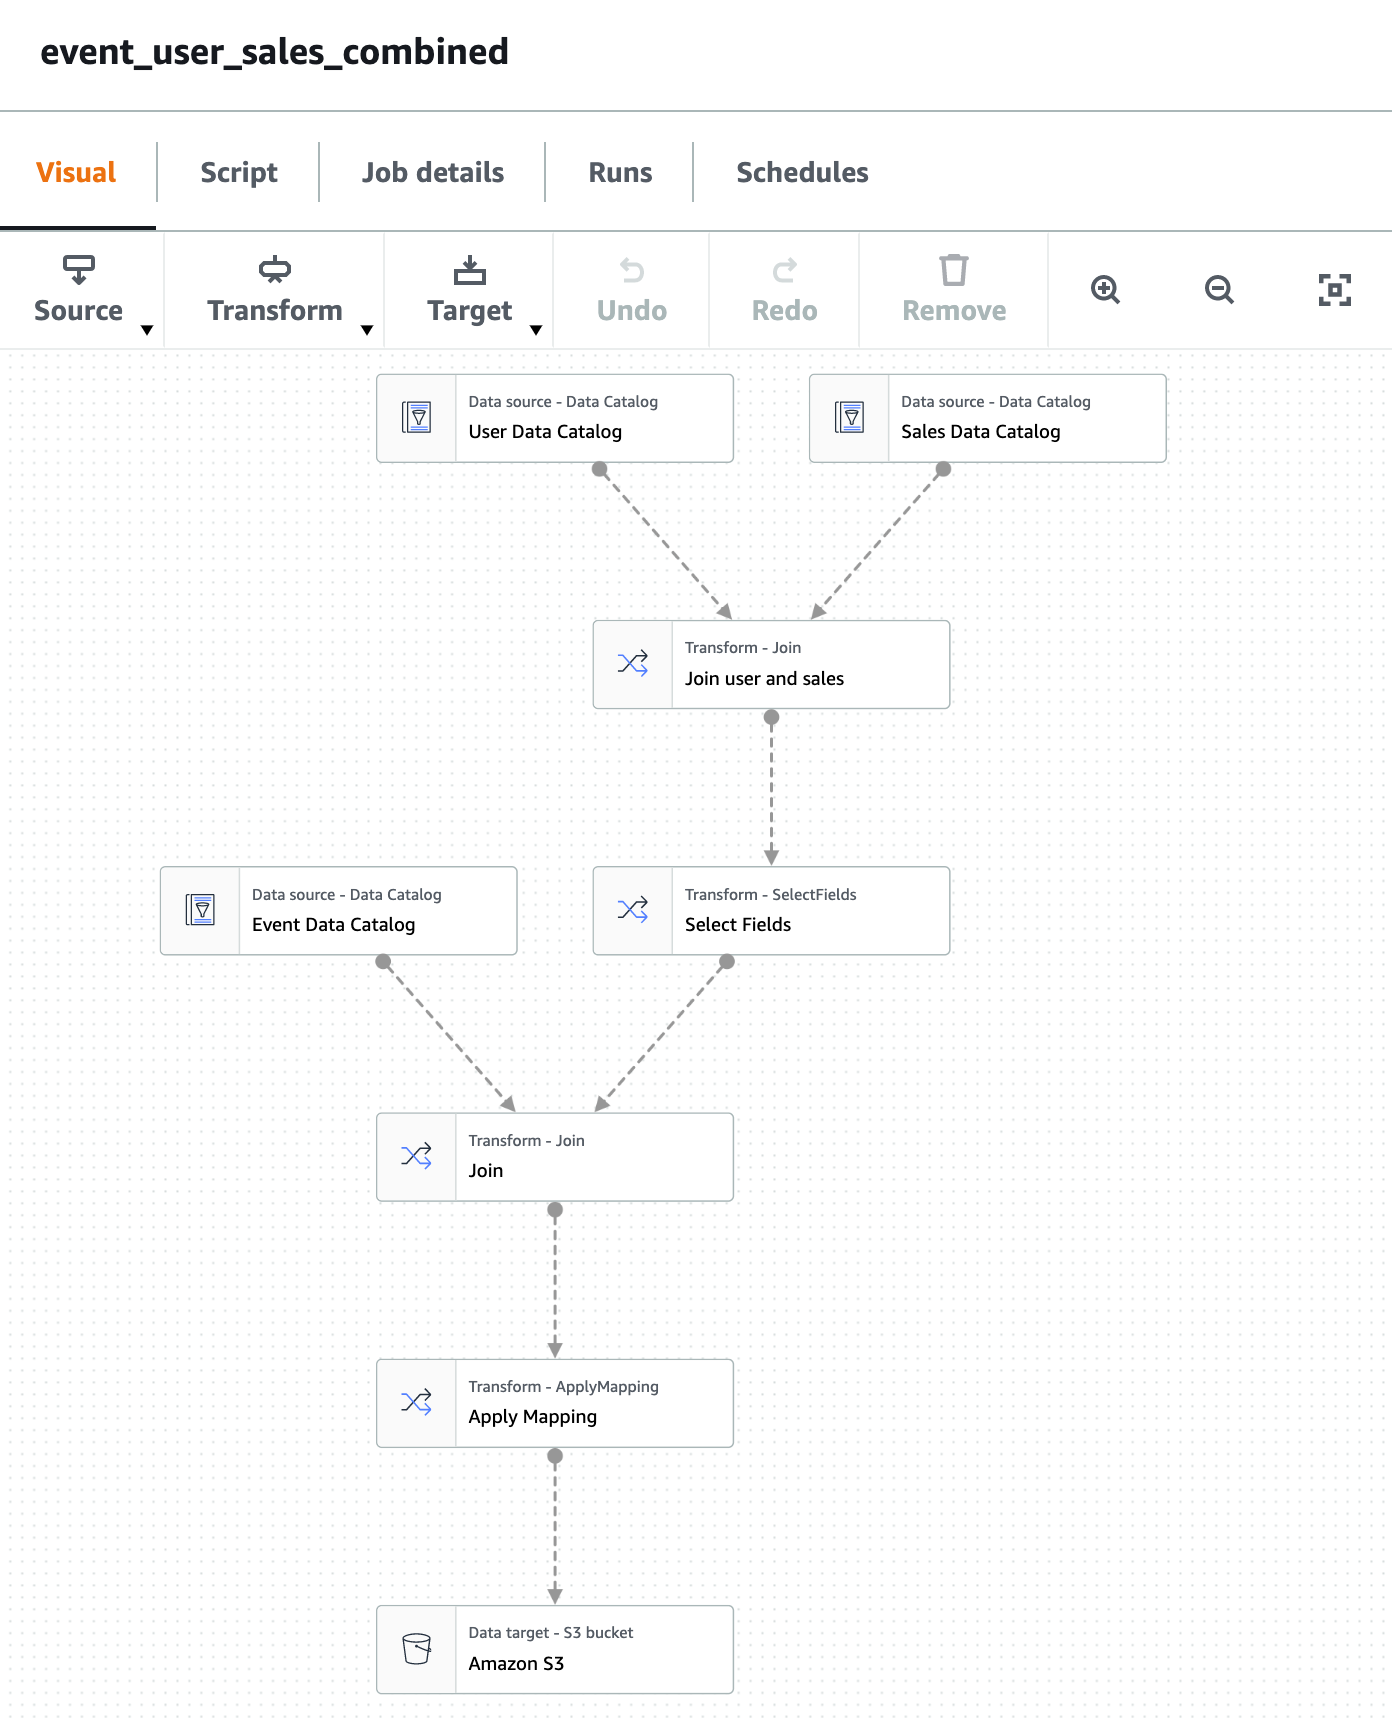 event_user_sales_combined
Visual
Script
Job details
Runs
Schedules
Source
Transform
Target
Undo
Redo
Remove
Data source - Data Catalog
User Data Catalog
Data source - Data Catalog
Sales Data Catalog
Transform - Join
Join user and sales
Data source - Data Catalog
Event Data Catalog
Transform - SelectFields
Select Fields
Transform - Join
Join
Transform - ApplyMapping
Apply Mapping
Data target - S3 bucket
Amazon S3